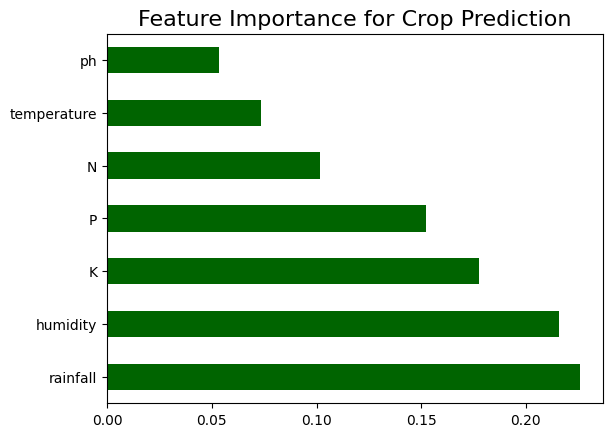 Feature Importance for Crop Prediction
ph
temperature
N
P
K
humidity
rainfall
0.00 0.05 0.10 0.15 0.20